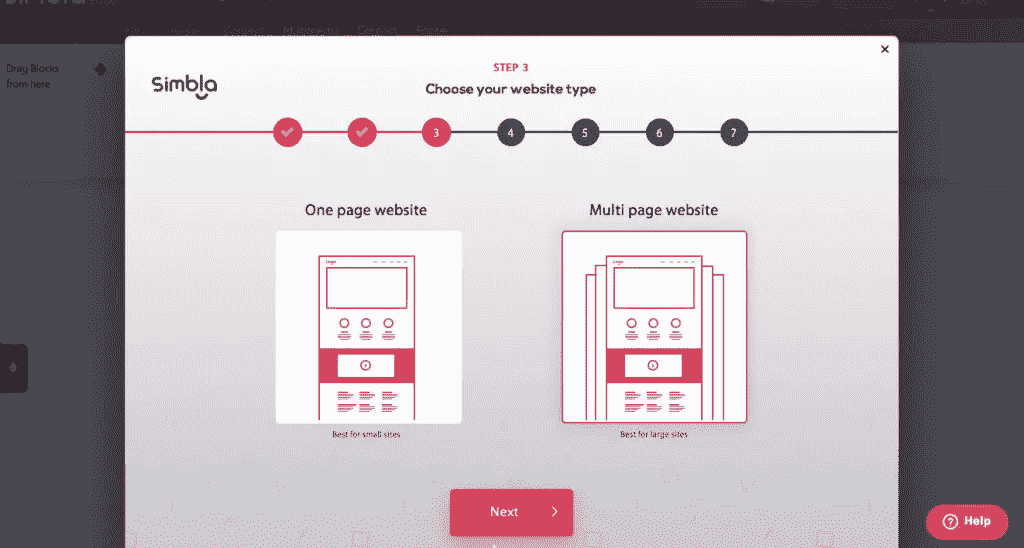 Drag Blocks
from here
Simbla
STEP 3
Choose your website type
3
4
5
6
7
One page website
Multi page website
Logo
Logo
Best for small sites
Best for large sites
Next
Help